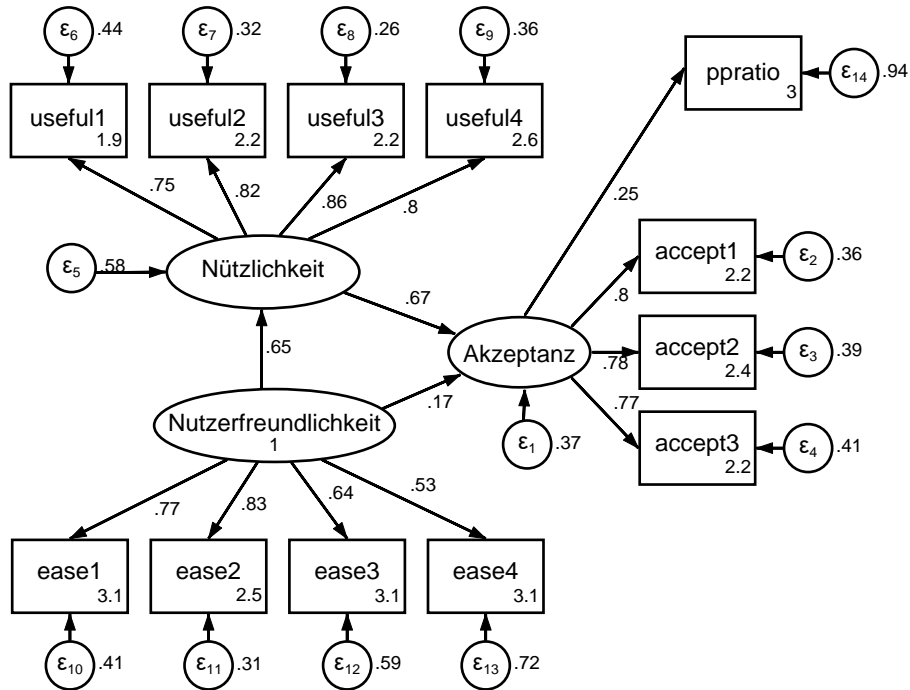 ε6 .44 ε7 .32 ε8 .26 ε9 .36
useful1 1.9 useful2 2.2 useful3 2.2 useful4 2.6
ppratio 3 ε14 .94
.75 .82 .86 .8 .25
ε5 .58 Nützlichkeit
accept1 2.2 ε2 .36
.67 .8
Akzeptanz .78 accept2 2.4 ε3 .39
.65 .17 .77
Nutzerfreundlichkeit 1
ε1 .37 accept3 2.2 ε4 .41
.77 .83 .64 .53
ease1 3.1 ease2 2.5 ease3 3.1 ease4 3.1
ε10 .41 ε11 .31 ε12 .59 ε13 .72